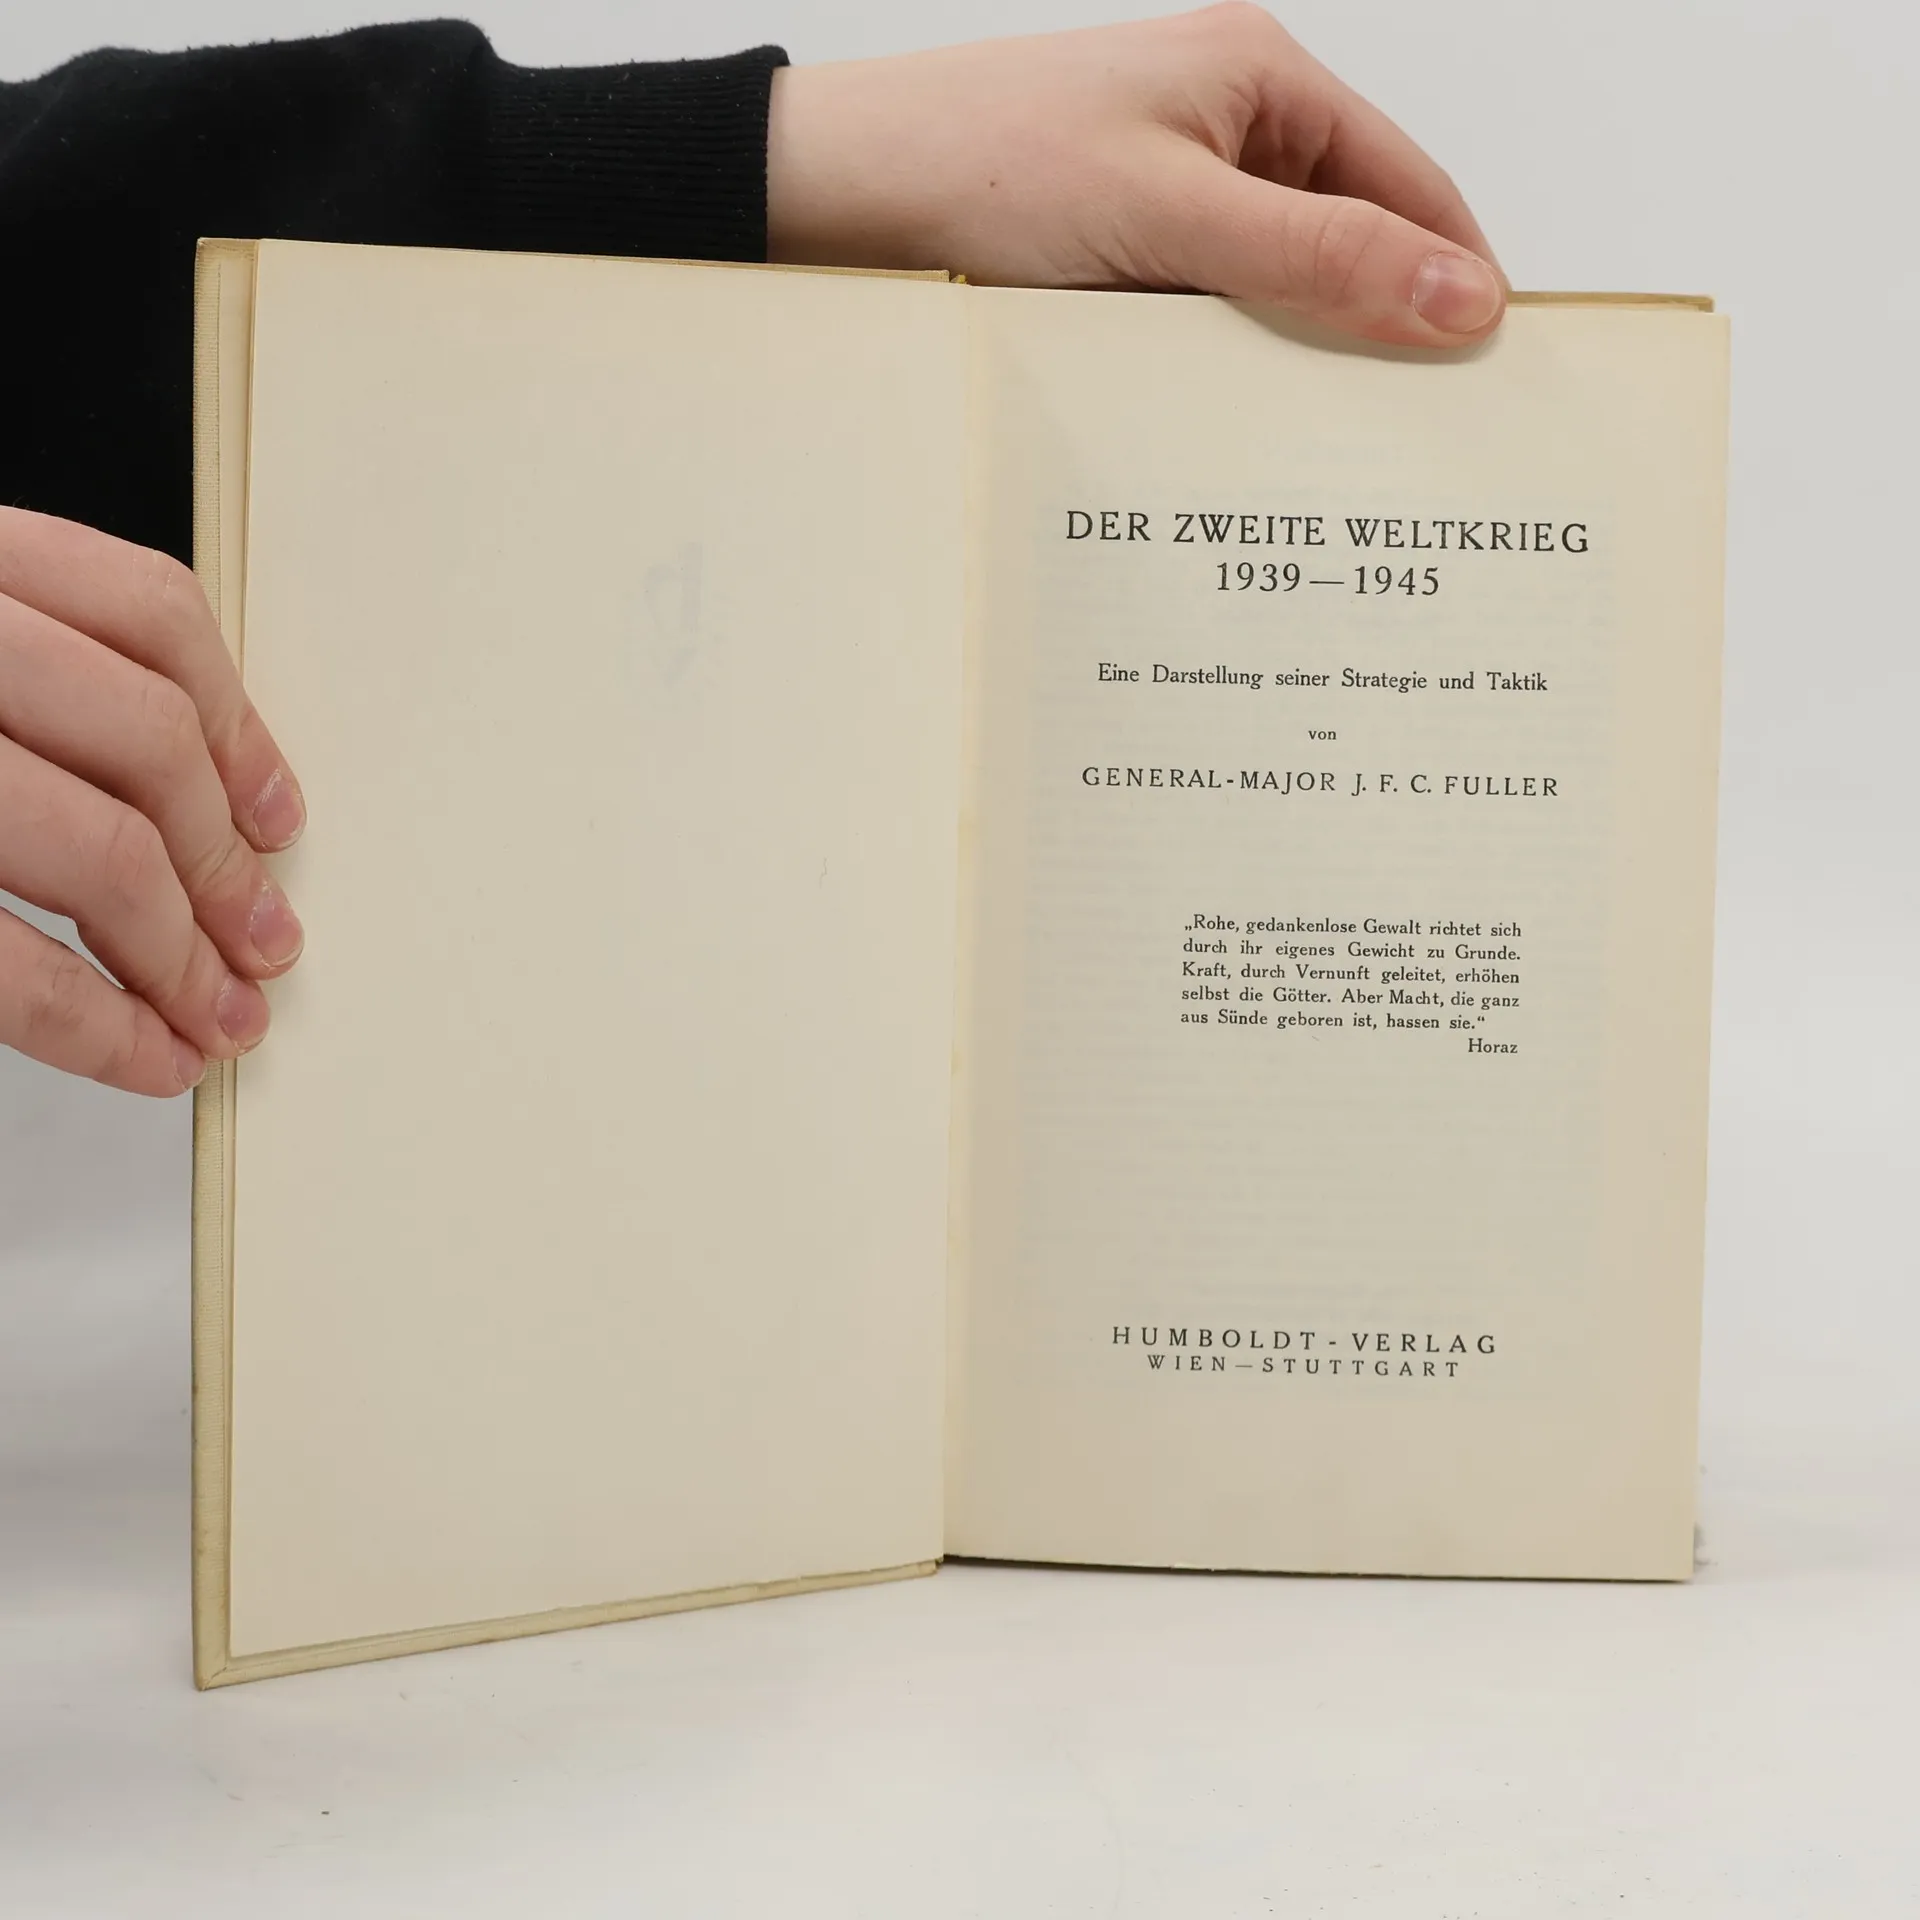 DER ZWEITE WELTKRIEG
1939—1945
Eine Darstellung seiner Strategie und Taktik
von
GENERAL-MAJOR J. F. C. FULLER
„Rohe, gedankenlose Gewalt richtet sich
durch ihr eigenes Gewicht zu Grunde.
Kraft, durch Vernunft geleitet, erhöhen
selbst die Götter. Aber Macht, die ganz
aus Sünde geboren ist, hassen sie.“
Horaz
HUMBOLDT-VERLAG
WIEN—STUTTGART